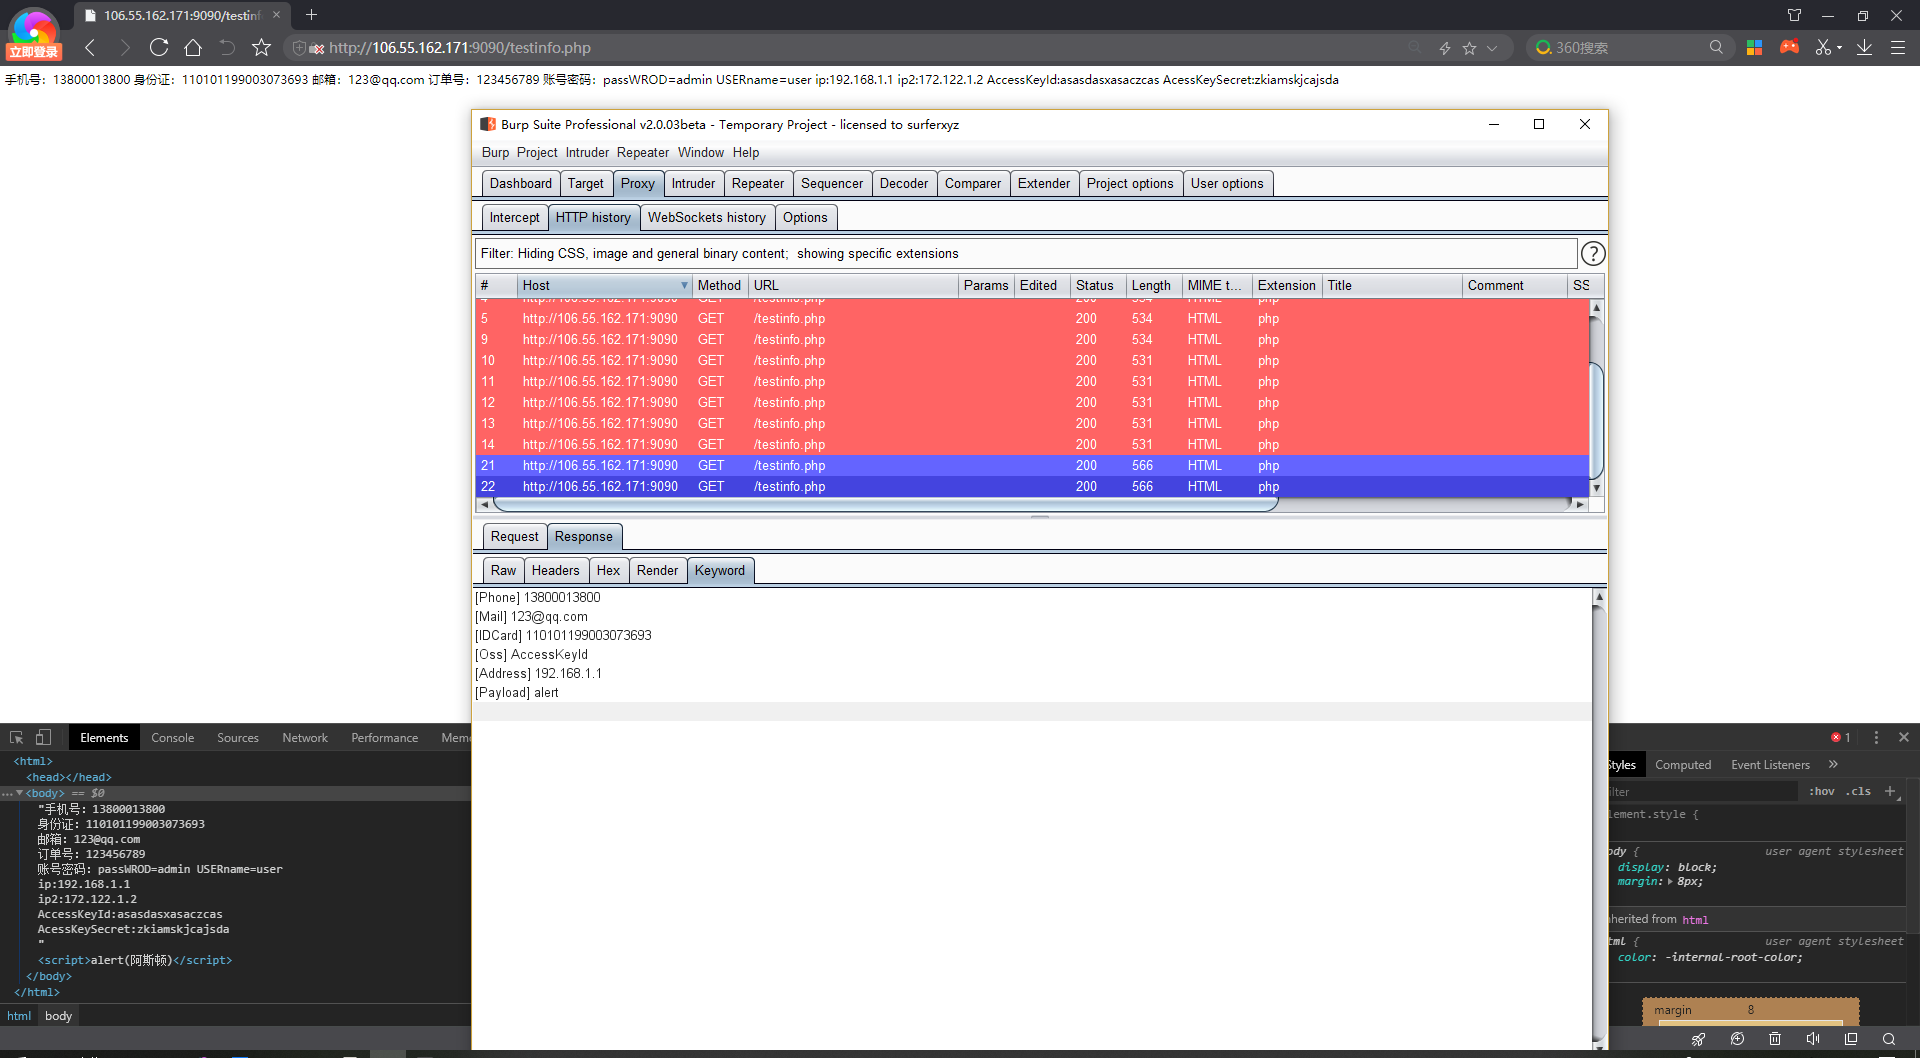 106.55.162.171:9090/testinf
立即登录
http://106.55.162.171:9090/testinfo.php
360搜索
手机号：13800013800 身份证：110101199003073693 邮箱：123@qq.com 订单号：123456789 账号密码：passWROD=admin USERname=user ip:192.168.1.1 ip2:172.122.1.2 AccessKeyId:asasdasxasaczcas AcessKeySecret:zkiamskjcajsda
Burp Suite Professional v2.0.03beta - Temporary Project - licensed to surferxyz
Burp Project Intruder Repeater Window Help
Dashboard Target Proxy Intruder Repeater Sequencer Decoder Comparer Extender Project options User options
Intercept HTTP history WebSockets history Options
Filter: Hiding CSS, image and general binary content; showing specific extensions
?
# Host Method URL Params Edited Status Length MIME t... Extension Title Comment SS
4 http://106.55.162.171:9090 GET /testinfo.php 200 534 HTML php
5 http://106.55.162.171:9090 GET /testinfo.php 200 534 HTML php
9 http://106.55.162.171:9090 GET /testinfo.php 200 534 HTML php
10 http://106.55.162.171:9090 GET /testinfo.php 200 531 HTML php
11 http://106.55.162.171:9090 GET /testinfo.php 200 531 HTML php
12 http://106.55.162.171:9090 GET /testinfo.php 200 531 HTML php
13 http://106.55.162.171:9090 GET /testinfo.php 200 531 HTML php
14 http://106.55.162.171:9090 GET /testinfo.php 200 531 HTML php
21 http://106.55.162.171:9090 GET /testinfo.php 200 566 HTML php
22 http://106.55.162.171:9090 GET /testinfo.php 200 566 HTML php
Request Response
Raw Headers Hex Render Keyword
[Phone] 13800013800
[Mail] 123@qq.com
[IDCard] 110101199003073693
[Oss] AccessKeyId
[Address] 192.168.1.1
[Payload] alert
Elements Console Sources Network Performance Mem
<html>
<head></head>
<body> == $0
"手机号：13800013800
身份证：110101199003073693
邮箱：123@qq.com
订单号：123456789
账号密码：passWROD=admin USERname=user
ip:192.168.1.1
ip2:172.122.1.2
AccessKeyId:asasdasxasaczcas
AcessKeySecret:zkiamskjcajsda
"
<script>alert(阿斯顿)</script>
</body>
</html>
html body
1
Styles Computed Event Listeners
ilter :hov .cls
lement.style {
ody { user agent stylesheet
display: block;
margin: 8px;
nherited from html
tml { user agent stylesheet
color: -internal-root-color;
margin 8